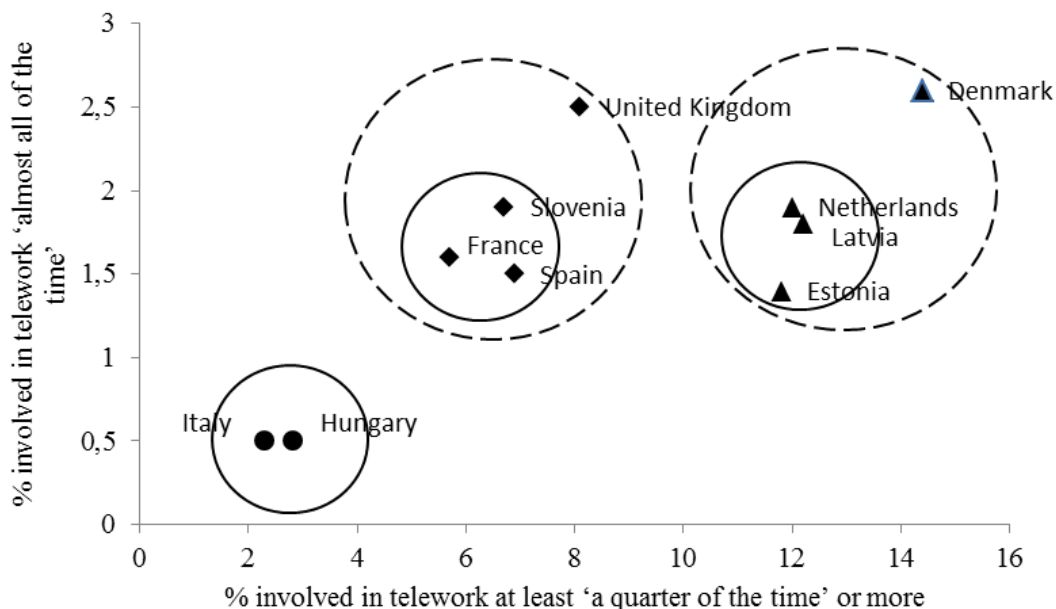 % involved in telework ‘almost all of the
time’
3
2,5
2
1,5
1
0,5
0
United Kingdom
Denmark
Slovenia
Netherlands
France
Latvia
Spain
Estonia
Italy
Hungary
0 2 4 6 8 10 12 14 16
% involved in telework at least ‘a quarter of the time’ or more